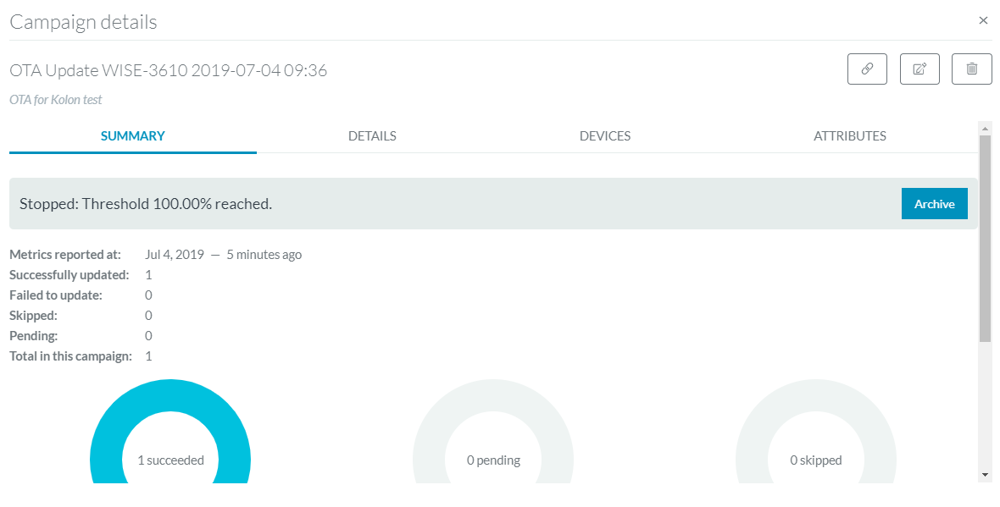 Campaign details
OTA Update WISE-3610 2019-07-04 09:36
OTA for Kolon test
SUMMARY DETAILS DEVICES ATTRIBUTES
Stopped: Threshold 100.00% reached. Archive
Metrics reported at: Jul 4, 2019 — 5 minutes ago
Successfully updated: 1
Failed to update: 0
Skipped: 0
Pending: 0
Total in this campaign: 1
1 succeeded 0 pending 0 skipped